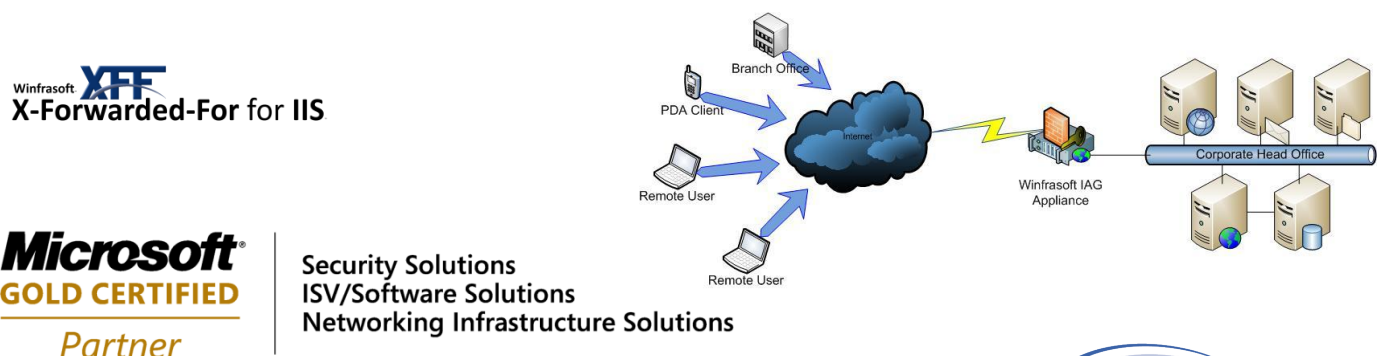 Winfrasoft XFF
X-Forwarded-For for IIS
Branch Office
PDA Client
Internet
Remote User
Remote User
Winfrasoft IAG
Appliance
Corporate Head Office
Microsoft®
GOLD CERTIFIED
Partner
Security Solutions
ISV/Software Solutions
Networking Infrastructure Solutions